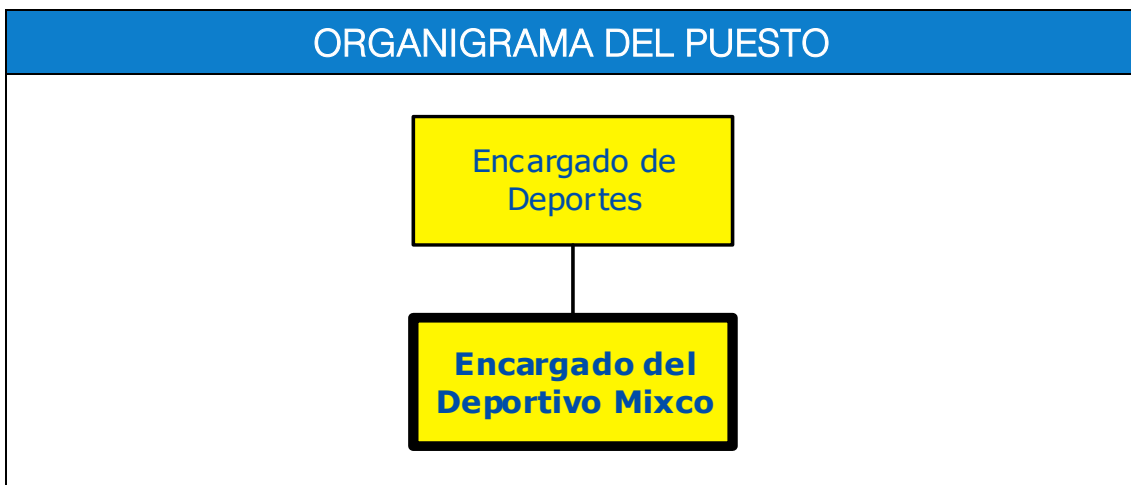 ORGANIGRAMA DEL PUESTO
Encargado de
Deportes
Encargado del
Deportivo Mixco